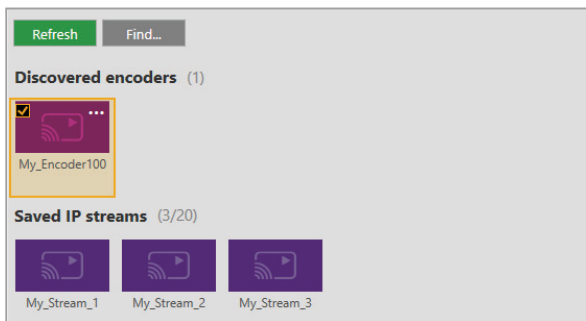 Refresh Find...
Discovered encoders (1)
My_Encoder100
Saved IP streams (3/20)
My_Stream_1 My_Stream_2 My_Stream_3